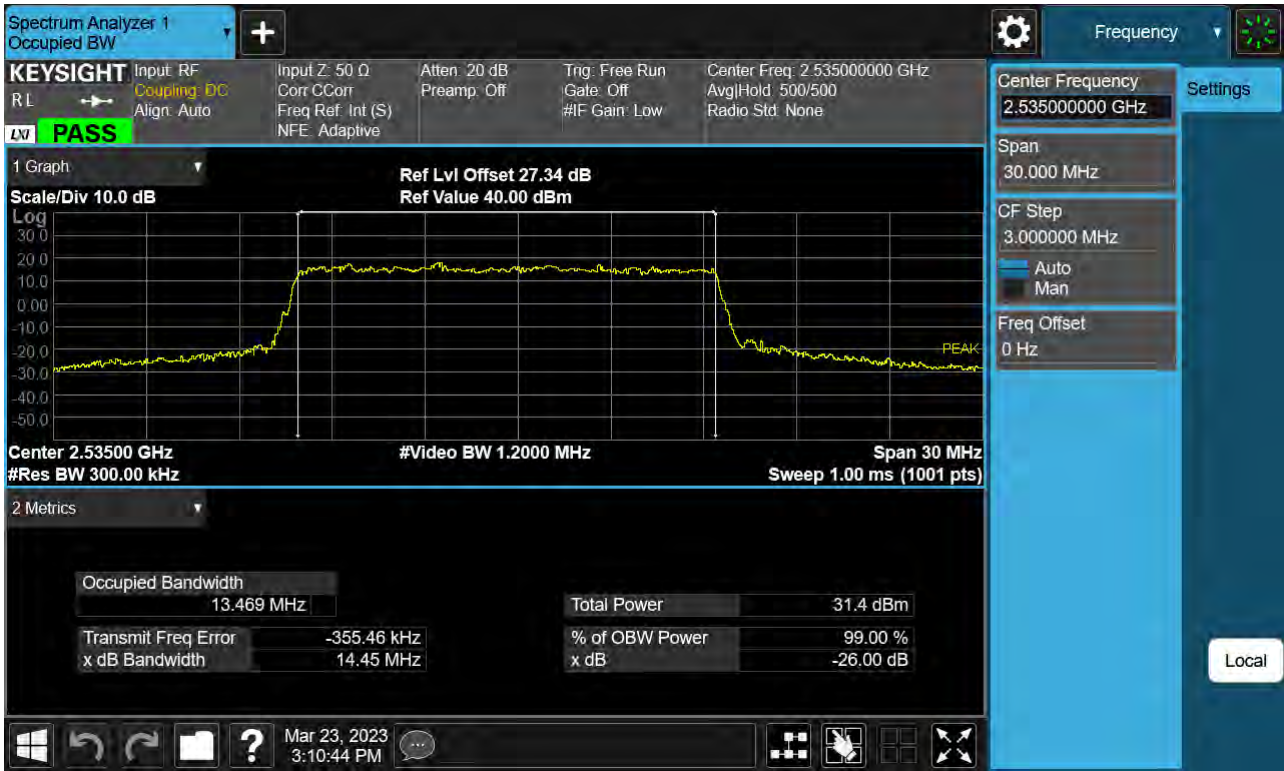 Spectrum Analyzer 1
Occupied BW
+
Frequency
KEYSIGHT
RL
LXI PASS
Input: RF
Coupling: DC
Align: Auto
Input Z: 50 Ω
Corr CCorr
Freq Ref: Int (S)
NFE: Adaptive
Atten: 20 dB
Preamp: Off
Trig: Free Run
Gate: Off
#IF Gain: Low
Center Freq: 2.535000000 GHz
Avg|Hold: 500/500
Radio Std: None
Center Frequency
2.535000000 GHz
Settings
Span
30.000 MHz
CF Step
3.000000 MHz
Auto
Man
Freq Offset
0 Hz
Local
1 Graph
Scale/Div 10.0 dB
Ref Lvl Offset 27.34 dB
Ref Value 40.00 dBm
Log
30.0
20.0
10.0
0.00
-10.0
-20.0
-30.0
-40.0
-50.0
PEAK
Center 2.53500 GHz
#Video BW 1.2000 MHz
Span 30 MHz
#Res BW 300.00 kHz
Sweep 1.00 ms (1001 pts)
2 Metrics
Occupied Bandwidth
13.469 MHz
Total Power 31.4 dBm
Transmit Freq Error -355.46 kHz
% of OBW Power 99.00 %
x dB Bandwidth 14.45 MHz
x dB -26.00 dB
?
Mar 23, 2023
3:10:44 PM